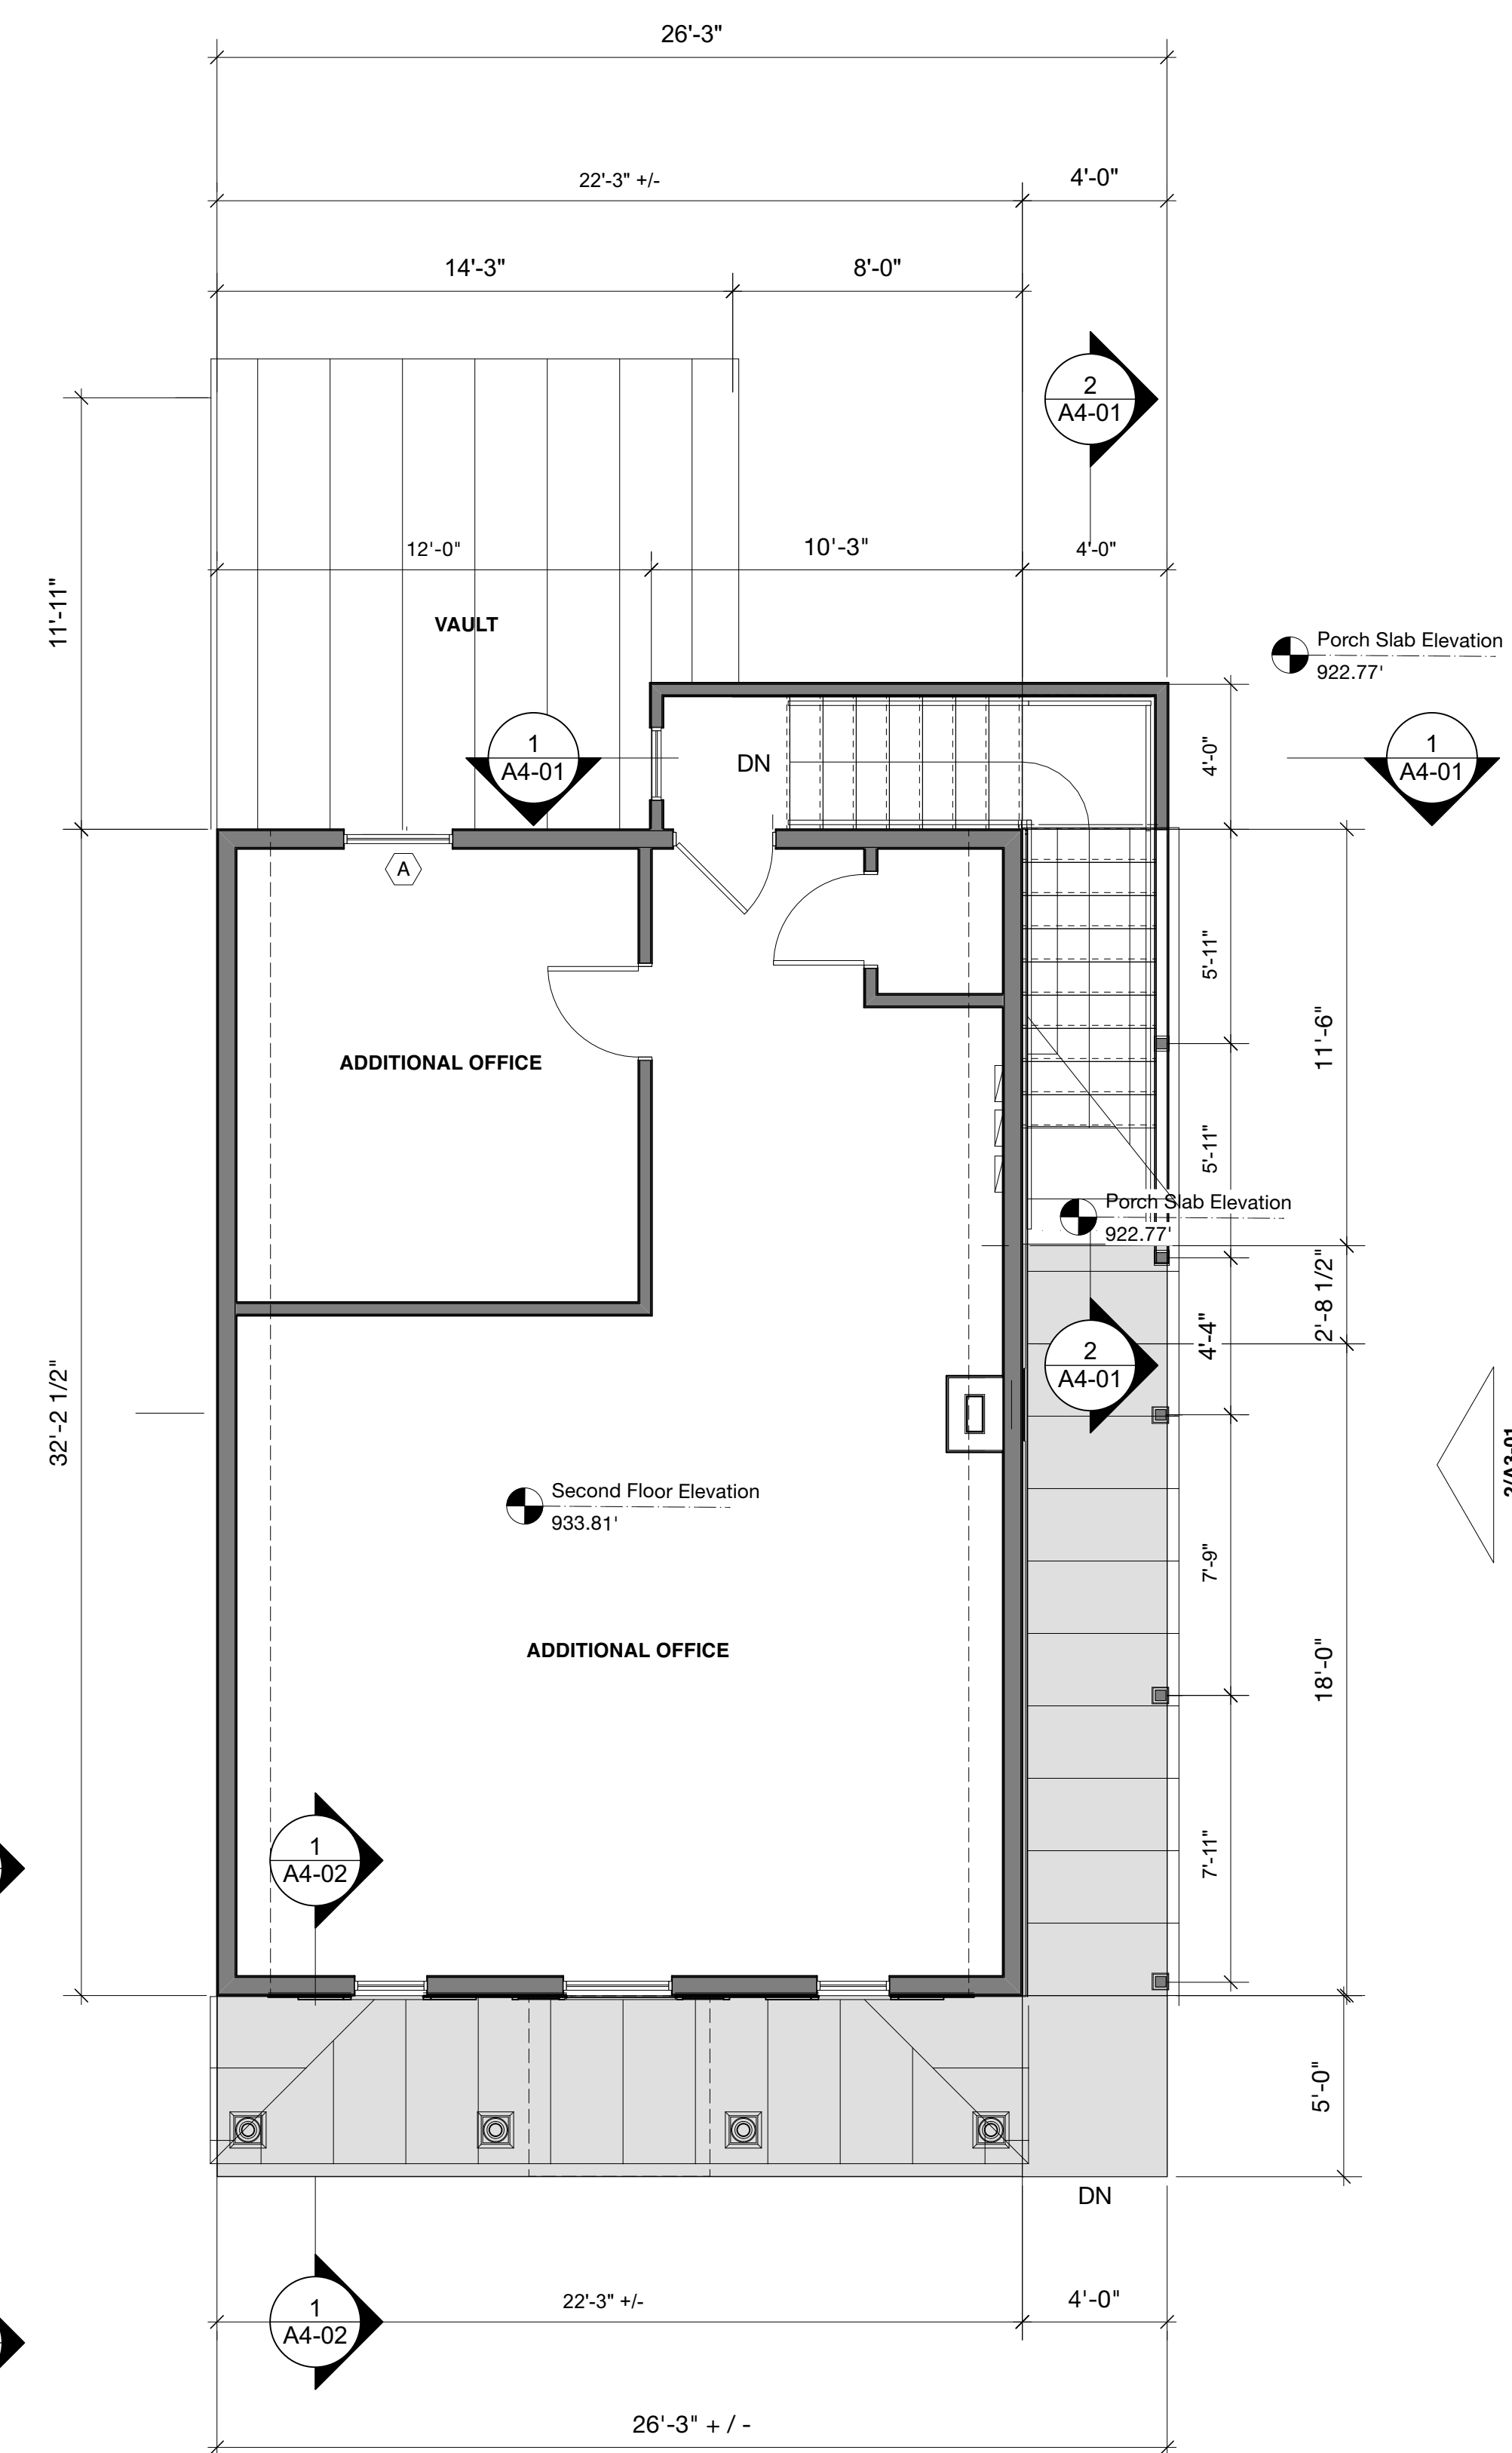 26'-3"
22'-3" +/-
4'-0"
14'-3"
8'-0"
2
A4-01
12'-0"
10'-3"
4'-0"
11'-11"
VAULT
Porch Slab Elevation
922.77'
1
A4-01
DN
4'-0"
1
A4-01
A
5'-11"
11'-6"
ADDITIONAL OFFICE
5'-11"
Porch Slab Elevation
922.77'
2'-8 1/2"
4'-4"
2
A4-01
32'-2 1/2"
2/A3-01
Second Floor Elevation
933.81'
7'-9"
ADDITIONAL OFFICE
18'-0"
1
A4-02
7'-11"
5'-0"
DN
1
A4-02
22'-3" +/-
4'-0"
26'-3" + / -